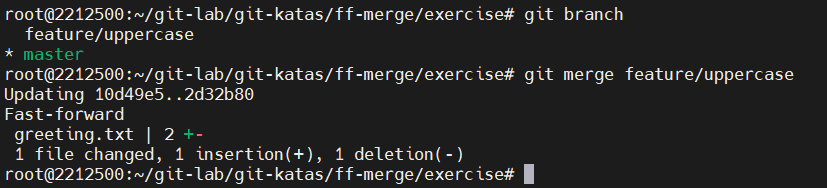 root@2212500:~/git-lab/git-katas/ff-merge/exercise# git branch
  feature/uppercase
* master
root@2212500:~/git-lab/git-katas/ff-merge/exercise# git merge feature/uppercase
Updating 10d49e5..2d32b80
Fast-forward
 greeting.txt | 2 +-
 1 file changed, 1 insertion(+), 1 deletion(-)
root@2212500:~/git-lab/git-katas/ff-merge/exercise#